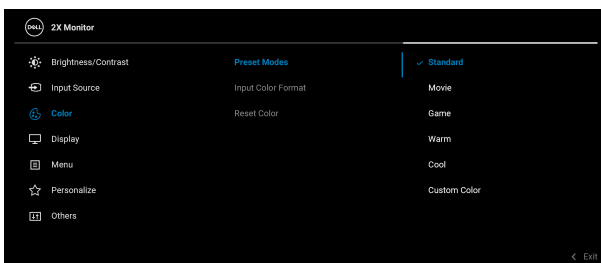 DELL 2X Monitor
Brightness/Contrast Preset Modes Standard
Input Source Input Color Format Movie
Color Reset Color Game
Display Warm
Menu Cool
Personalize Custom Color
Others
Exit